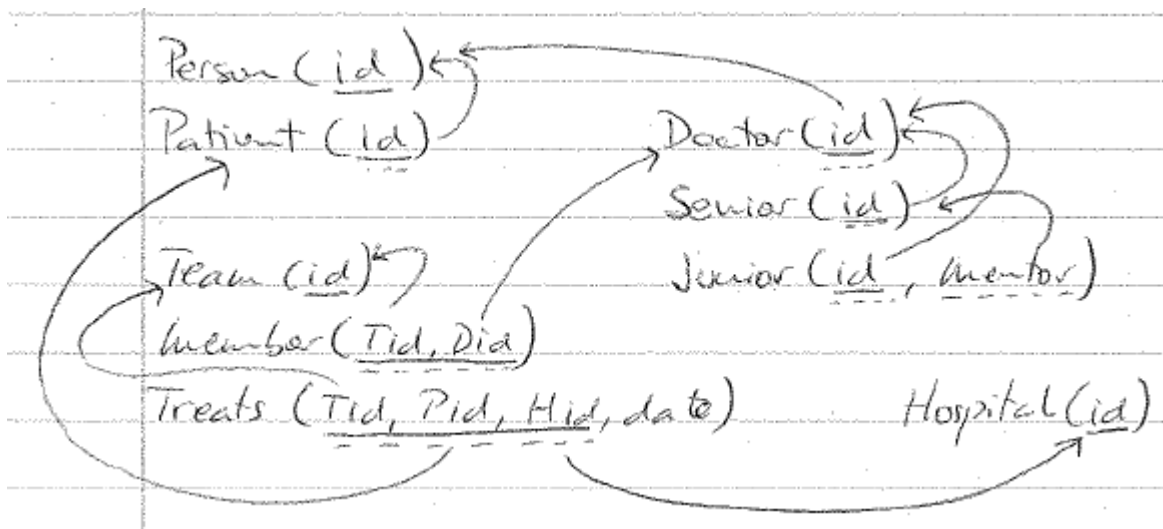 Person (id)
Patient (id)
Doctor (id)
Senior (id)
Team (id)
Junior (id, mentor)
member (Tid, Did)
Treats (Tid, Pid, Hid, date)
Hospital (id)